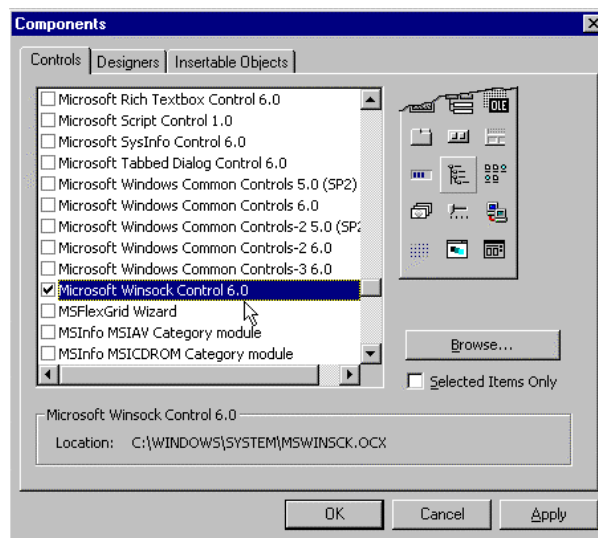 Components
Controls Designers Insertable Objects
Microsoft Rich Textbox Control 6.0
Microsoft Script Control 1.0
Microsoft SysInfo Control 6.0
Microsoft Tabbed Dialog Control 6.0
Microsoft Windows Common Controls 5.0 (SP2)
Microsoft Windows Common Controls 6.0
Microsoft Windows Common Controls-2 5.0 (SP2
Microsoft Windows Common Controls-2 6.0
Microsoft Windows Common Controls-3 6.0
Microsoft Winsock Control 6.0
MSFlexGrid Wizard
MSInfo MSIAV Category module
MSInfo MSICDROM Category module
OLE
Browse...
Selected Items Only
Microsoft Winsock Control 6.0
Location: C:\WINDOWS\SYSTEM\MSWINSCK.OCX
OK Cancel Apply